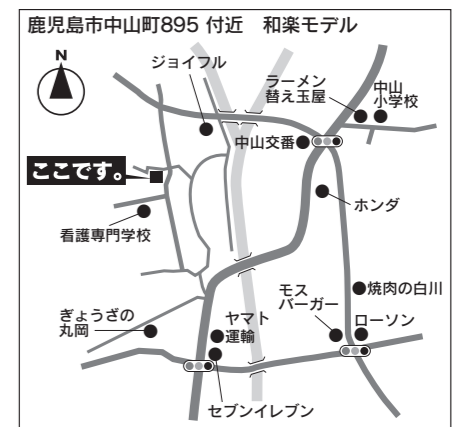 鹿児島市中山町895 付近　和楽モデル
N
ジョイフル
ラーメン
替え玉屋
中山
小学校
中山交番
ここです。
ホンダ
看護専門学校
焼肉の白川
モス
バーガー
ローソン
ぎょうざの
丸岡
ヤマト
運輸
セブンイレブン